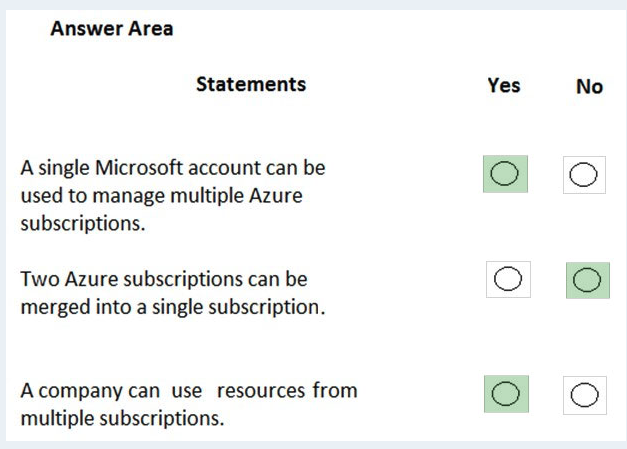 Answer Area
Statements Yes No
A single Microsoft account can be
used to manage multiple Azure
subscriptions.
Two Azure subscriptions can be
merged into a single subscription.
A company can use resources from
multiple subscriptions.